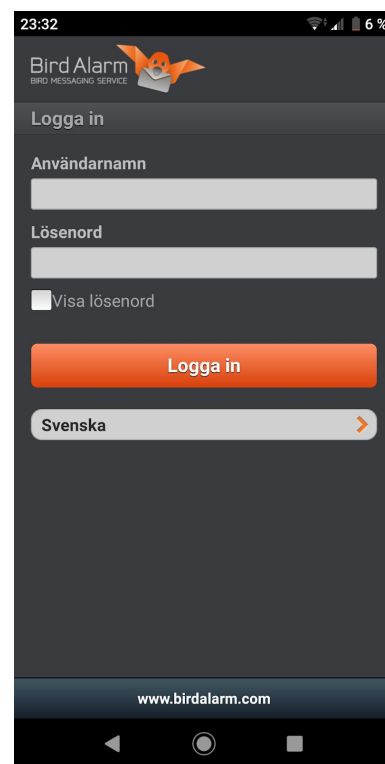 23:32
6 %
Bird Alarm
BIRD MESSAGING SERVICE
Logga in
Användarnamn
Lösenord
Visa lösenord
Logga in
Svenska
www.birdalarm.com